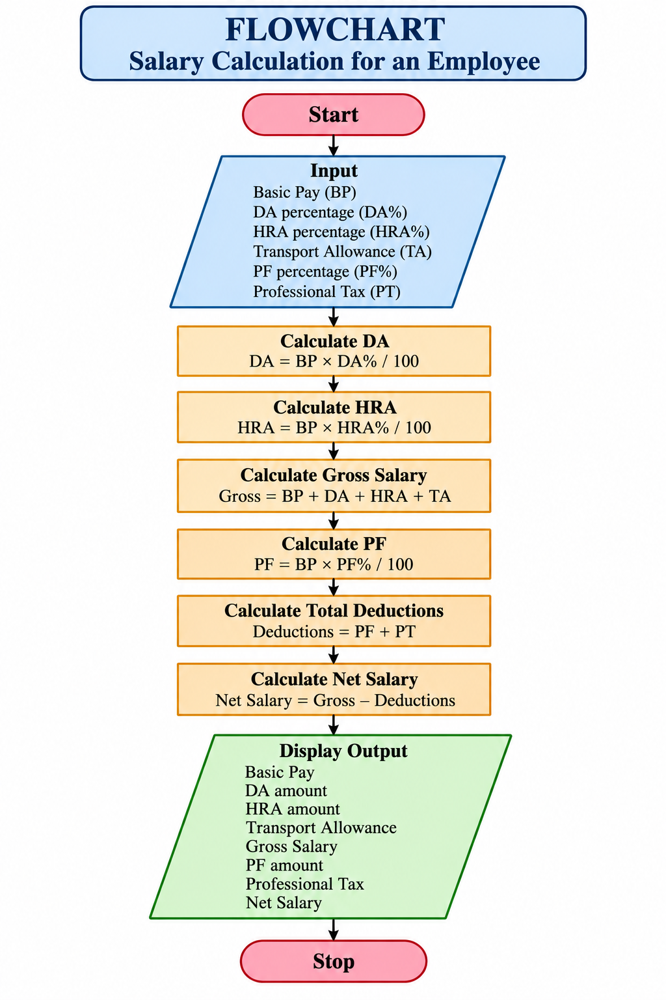 FLOWCHART
Salary Calculation for an Employee
Start
Input
Basic Pay (BP)
DA percentage (DA%)
HRA percentage (HRA%)
Transport Allowance (TA)
PF percentage (PF%)
Professional Tax (PT)
Calculate DA
DA = BP × DA% / 100
Calculate HRA
HRA = BP × HRA% / 100
Calculate Gross Salary
Gross = BP + DA + HRA + TA
Calculate PF
PF = BP × PF% / 100
Calculate Total Deductions
Deductions = PF + PT
Calculate Net Salary
Net Salary = Gross – Deductions
Display Output
Basic Pay
DA amount
HRA amount
Transport Allowance
Gross Salary
PF amount
Professional Tax
Net Salary
Stop